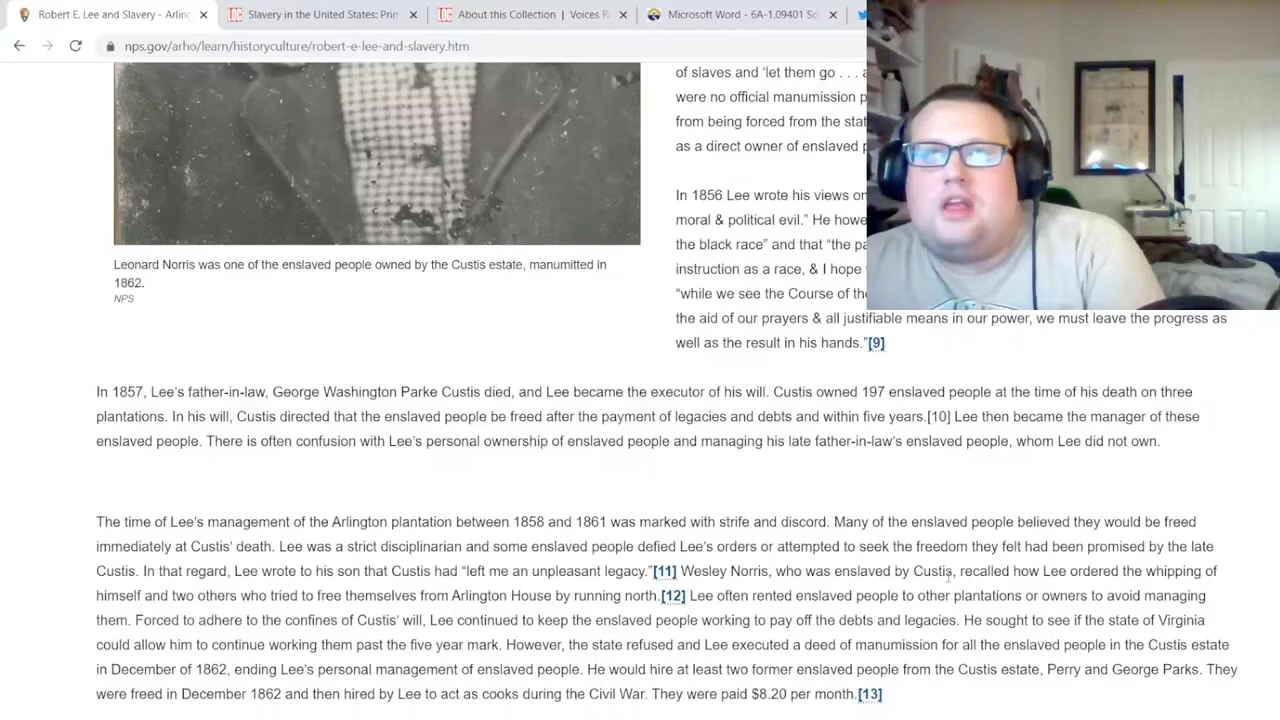 Robert E. Lee and Slavery - Arlin
Slavery in the United States: Prim
About this Collection | Voices R
Microsoft Word - 6A-1.09401 So
nps.gov/arho/learn/historyculture/robert-e-lee-and-slavery.htm
Leonard Norris was one of the enslaved people owned by the Custis estate, manumitted in
1862.
NPS
of slaves and ‘let them go . . .
were no official manumission p
from being forced from the stat
as a direct owner of enslaved p
In 1856 Lee wrote his views on
moral & political evil.” He howe
the black race” and that “the pa
instruction as a race, & I hope
“while we see the Course of the
the aid of our prayers & all justifiable means in our power, we must leave the progress as
well as the result in his hands.”[9]
In 1857, Lee’s father-in-law, George Washington Parke Custis died, and Lee became the executor of his will. Custis owned 197 enslaved people at the time of his death on three
plantations. In his will, Custis directed that the enslaved people be freed after the payment of legacies and debts and within five years.[10] Lee then became the manager of these
enslaved people. There is often confusion with Lee’s personal ownership of enslaved people and managing his late father-in-law’s enslaved people, whom Lee did not own.
The time of Lee’s management of the Arlington plantation between 1858 and 1861 was marked with strife and discord. Many of the enslaved people believed they would be freed
immediately at Custis’ death. Lee was a strict disciplinarian and some enslaved people defied Lee’s orders or attempted to seek the freedom they felt had been promised by the late
Custis. In that regard, Lee wrote to his son that Custis had “left me an unpleasant legacy.”[11] Wesley Norris, who was enslaved by Custis, recalled how Lee ordered the whipping of
himself and two others who tried to free themselves from Arlington House by running north.[12] Lee often rented enslaved people to other plantations or owners to avoid managing
them. Forced to adhere to the confines of Custis’ will, Lee continued to keep the enslaved people working to pay off the debts and legacies. He sought to see if the state of Virginia
could allow him to continue working them past the five year mark. However, the state refused and Lee executed a deed of manumission for all the enslaved people in the Custis estate
in December of 1862, ending Lee’s personal management of enslaved people. He would hire at least two former enslaved people from the Custis estate, Perry and George Parks. They
were freed in December 1862 and then hired by Lee to act as cooks during the Civil War. They were paid $8.20 per month.[13]